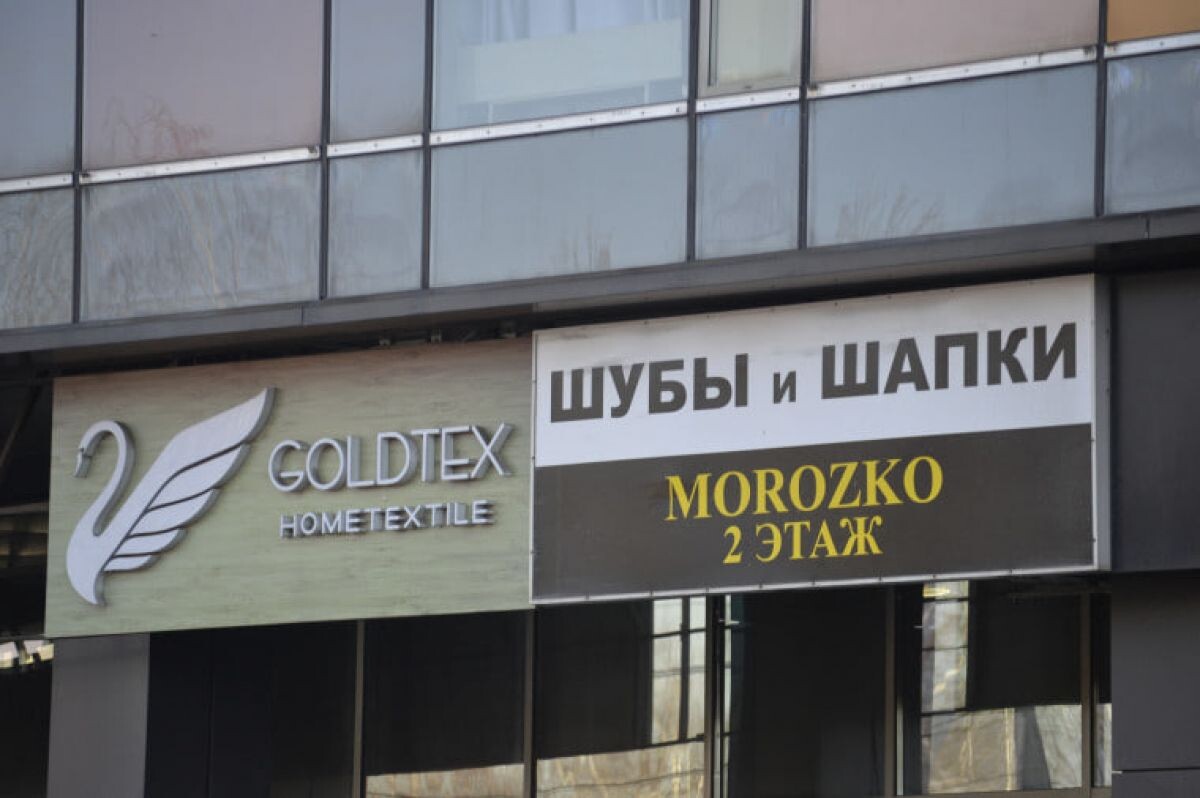 GOLDTEX
HOMETEXTILE
ШУБЫ и ШАПКИ
MOROZKO
2 ЭТАЖ